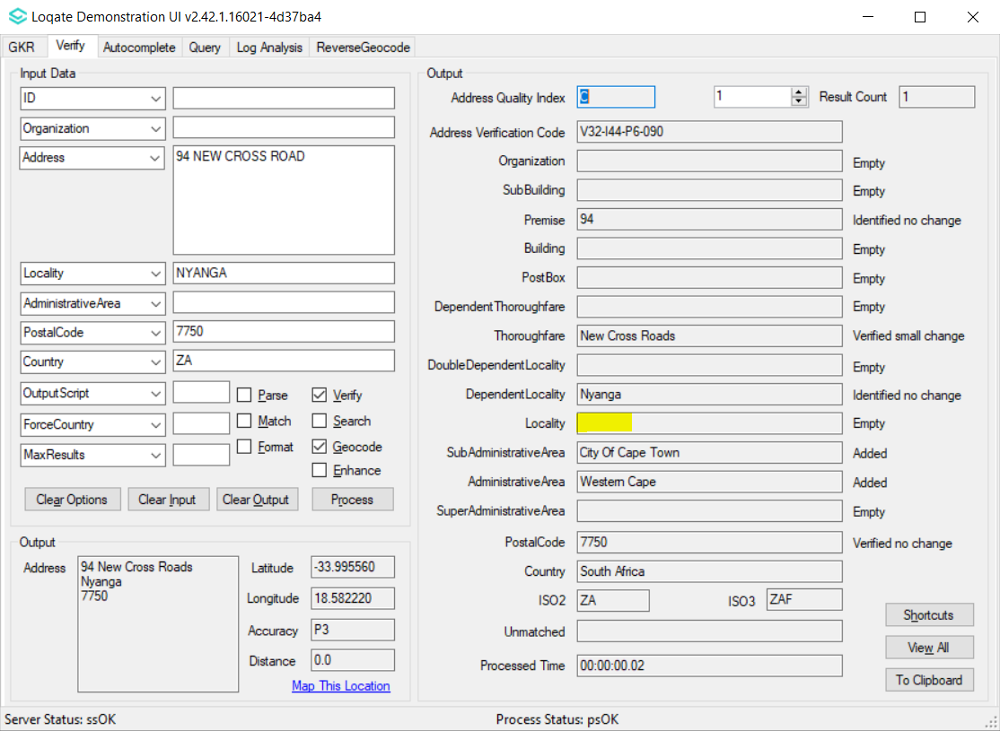 Loqate Demonstration UI v2.42.1.16021-4d37ba4
GKR Verify Autocomplete Query Log Analysis ReverseGeocode
Input Data
ID
Organization
Address 94 NEW CROSS ROAD
Locality NYANGA
AdministrativeArea
PostalCode 7750
Country ZA
OutputScript Parse Verify
ForceCountry Match Search
MaxResults Format Geocode
Enhance
Clear Options Clear Input Clear Output Process
Output
Address 94 New Cross Roads
Nyanga
7750
Latitude -33.995560
Longitude 18.582220
Accuracy P3
Distance 0.0
Map This Location
Output
Address Quality Index C 1 Result Count 1
Address Verification Code V32-I44-P6-090
Organization Empty
SubBuilding Empty
Premise 94 Identified no change
Building Empty
PostBox Empty
DependentThoroughfare Empty
Thoroughfare New Cross Roads Verified small change
DoubleDependentLocality Empty
DependentLocality Nyanga Identified no change
Locality Empty
SubAdministrativeArea City Of Cape Town Added
AdministrativeArea Western Cape Added
SuperAdministrativeArea Empty
PostalCode 7750 Verified no change
Country South Africa
ISO2 ZA ISO3 ZAF
Unmatched
Processed Time 00:00:00.02
Shortcuts
View All
To Clipboard
Server Status: ssOK Process Status: psOK